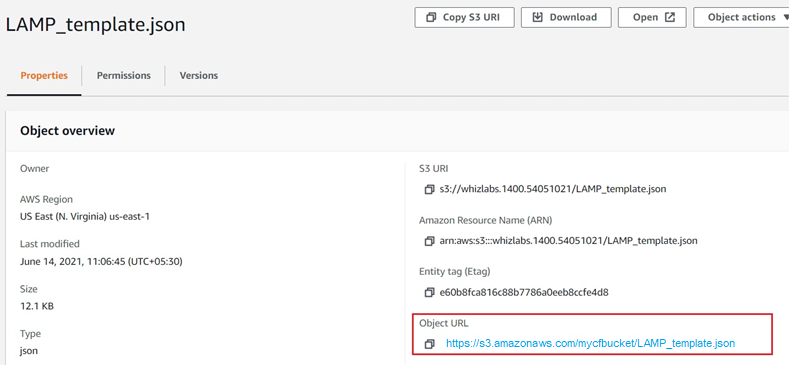 LAMP_template.json
Copy S3 URI
Download
Open
Object actions
Properties
Permissions
Versions
Object overview
Owner
AWS Region
US East (N. Virginia) us-east-1
Last modified
June 14, 2021, 11:06:45 (UTC+05:30)
Size
12.1 KB
Type
json
S3 URI
s3://whizlabs.1400.54051021/LAMP_template.json
Amazon Resource Name (ARN)
arn:aws:s3:::whizlabs.1400.54051021/LAMP_template.json
Entity tag (Etag)
e60b8fca816c88b7786a0eeb8ccfe4d8
Object URL
https://s3.amazonaws.com/mycfbucket/LAMP_template.json